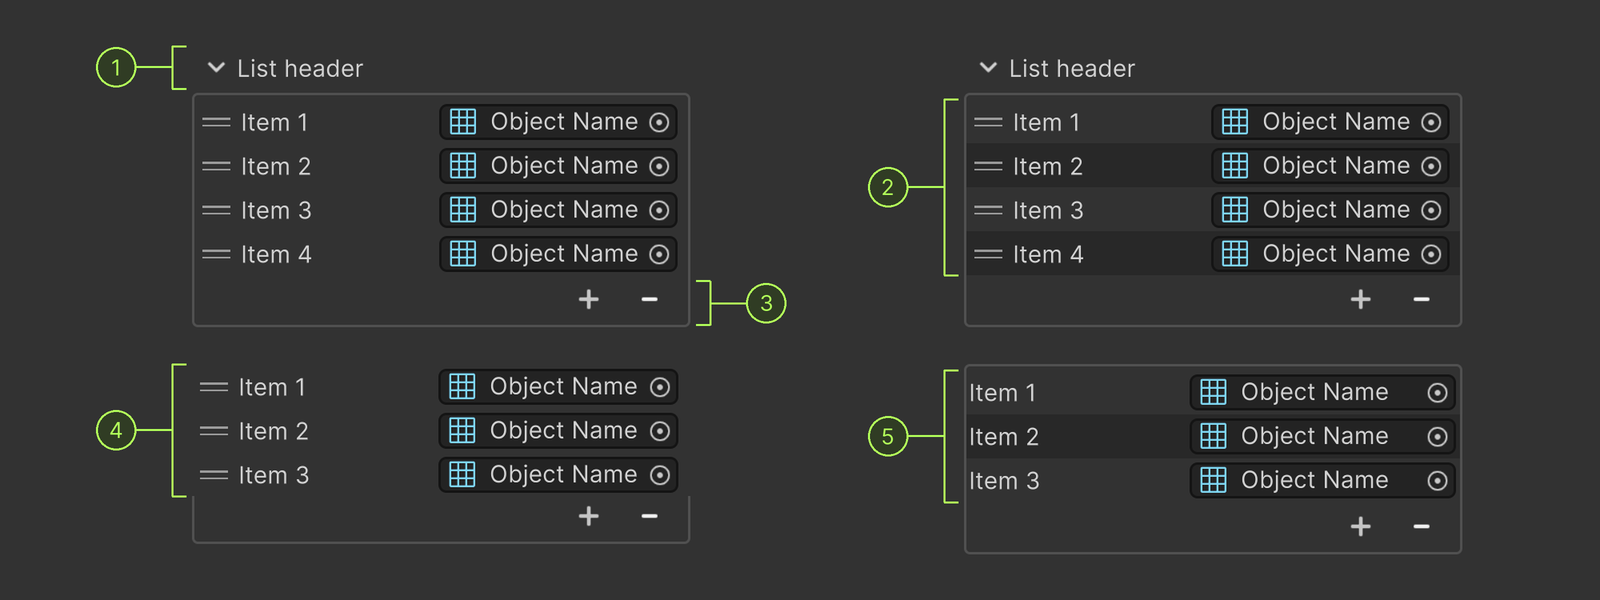 1
List header
Item 1 Object Name
Item 2 Object Name
Item 3 Object Name
Item 4 Object Name
+ −
3
List header
2
Item 1 Object Name
Item 2 Object Name
Item 3 Object Name
Item 4 Object Name
+ −
4
Item 1 Object Name
Item 2 Object Name
Item 3 Object Name
+ −
5
Item 1 Object Name
Item 2 Object Name
Item 3 Object Name
+ −